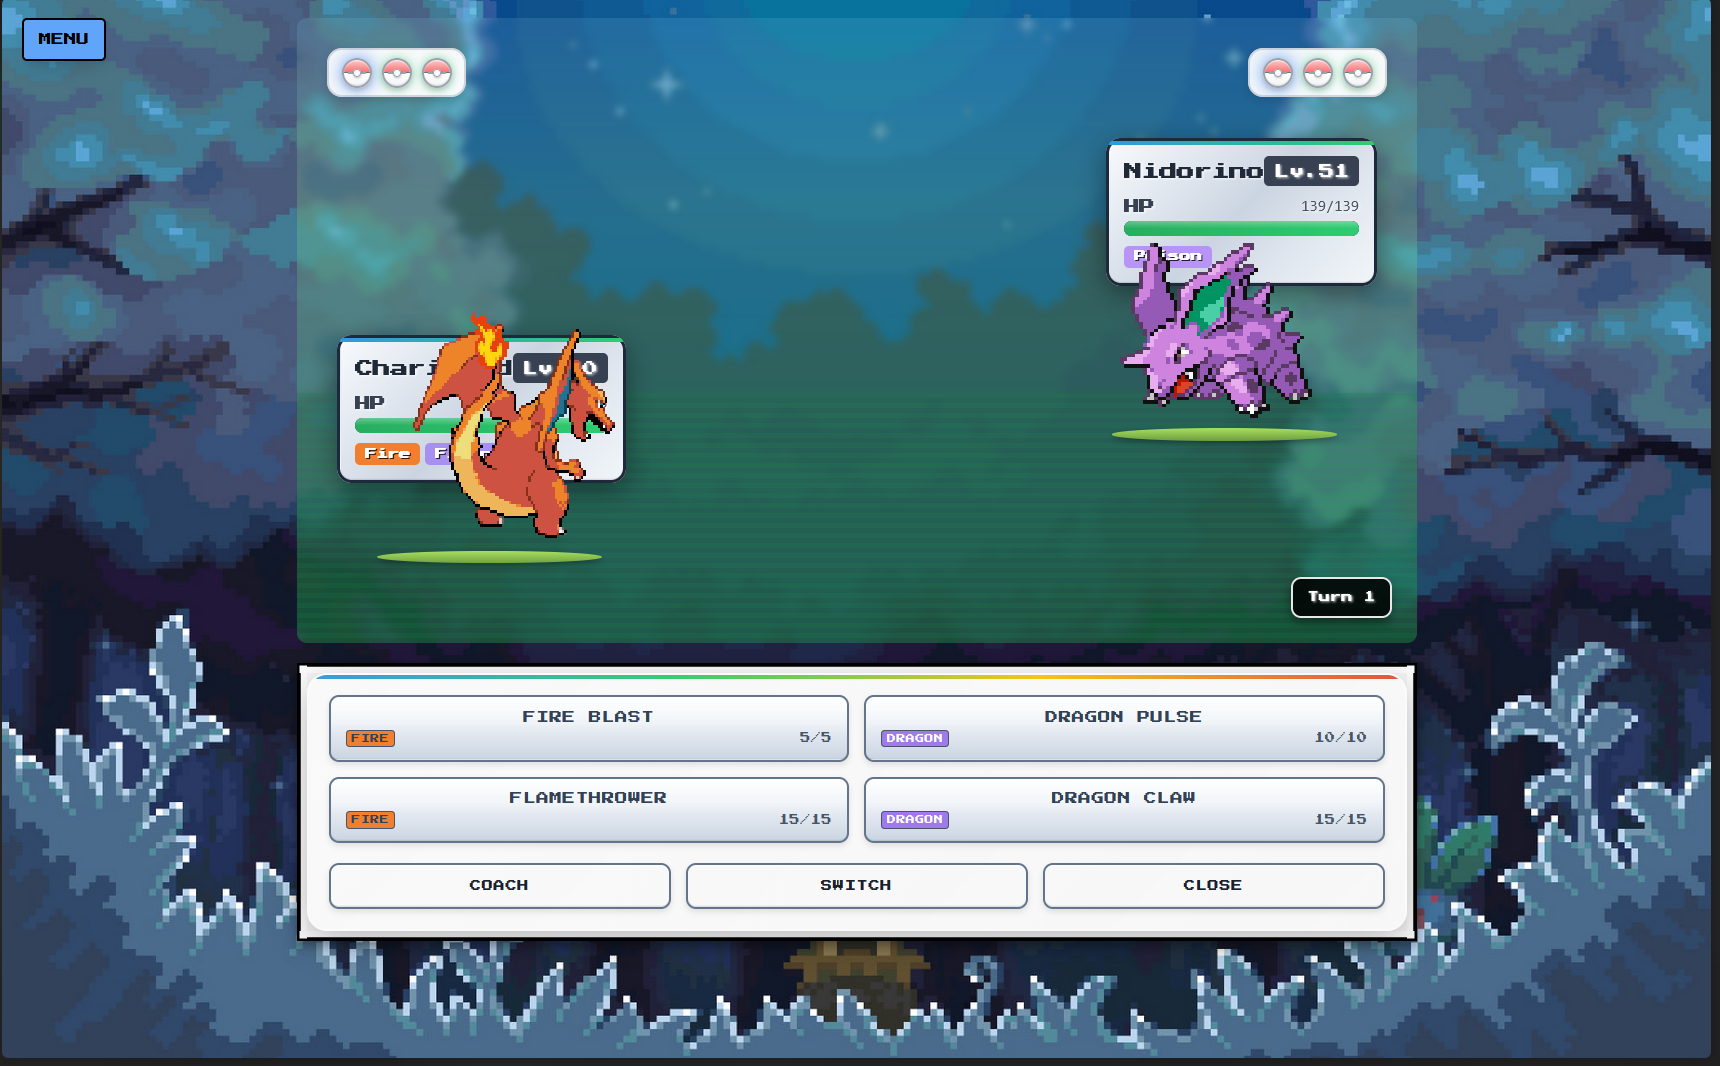 MENU
Nidorino Lv.51
HP 139/139
HP
Fire
Turn 1
FIRE BLAST
FIRE 5/5
DRAGON PULSE
DRAGON 10/10
FLAMETHROWER
FIRE 15/15
DRAGON CLAW
DRAGON 15/15
COACH
SWITCH
CLOSE